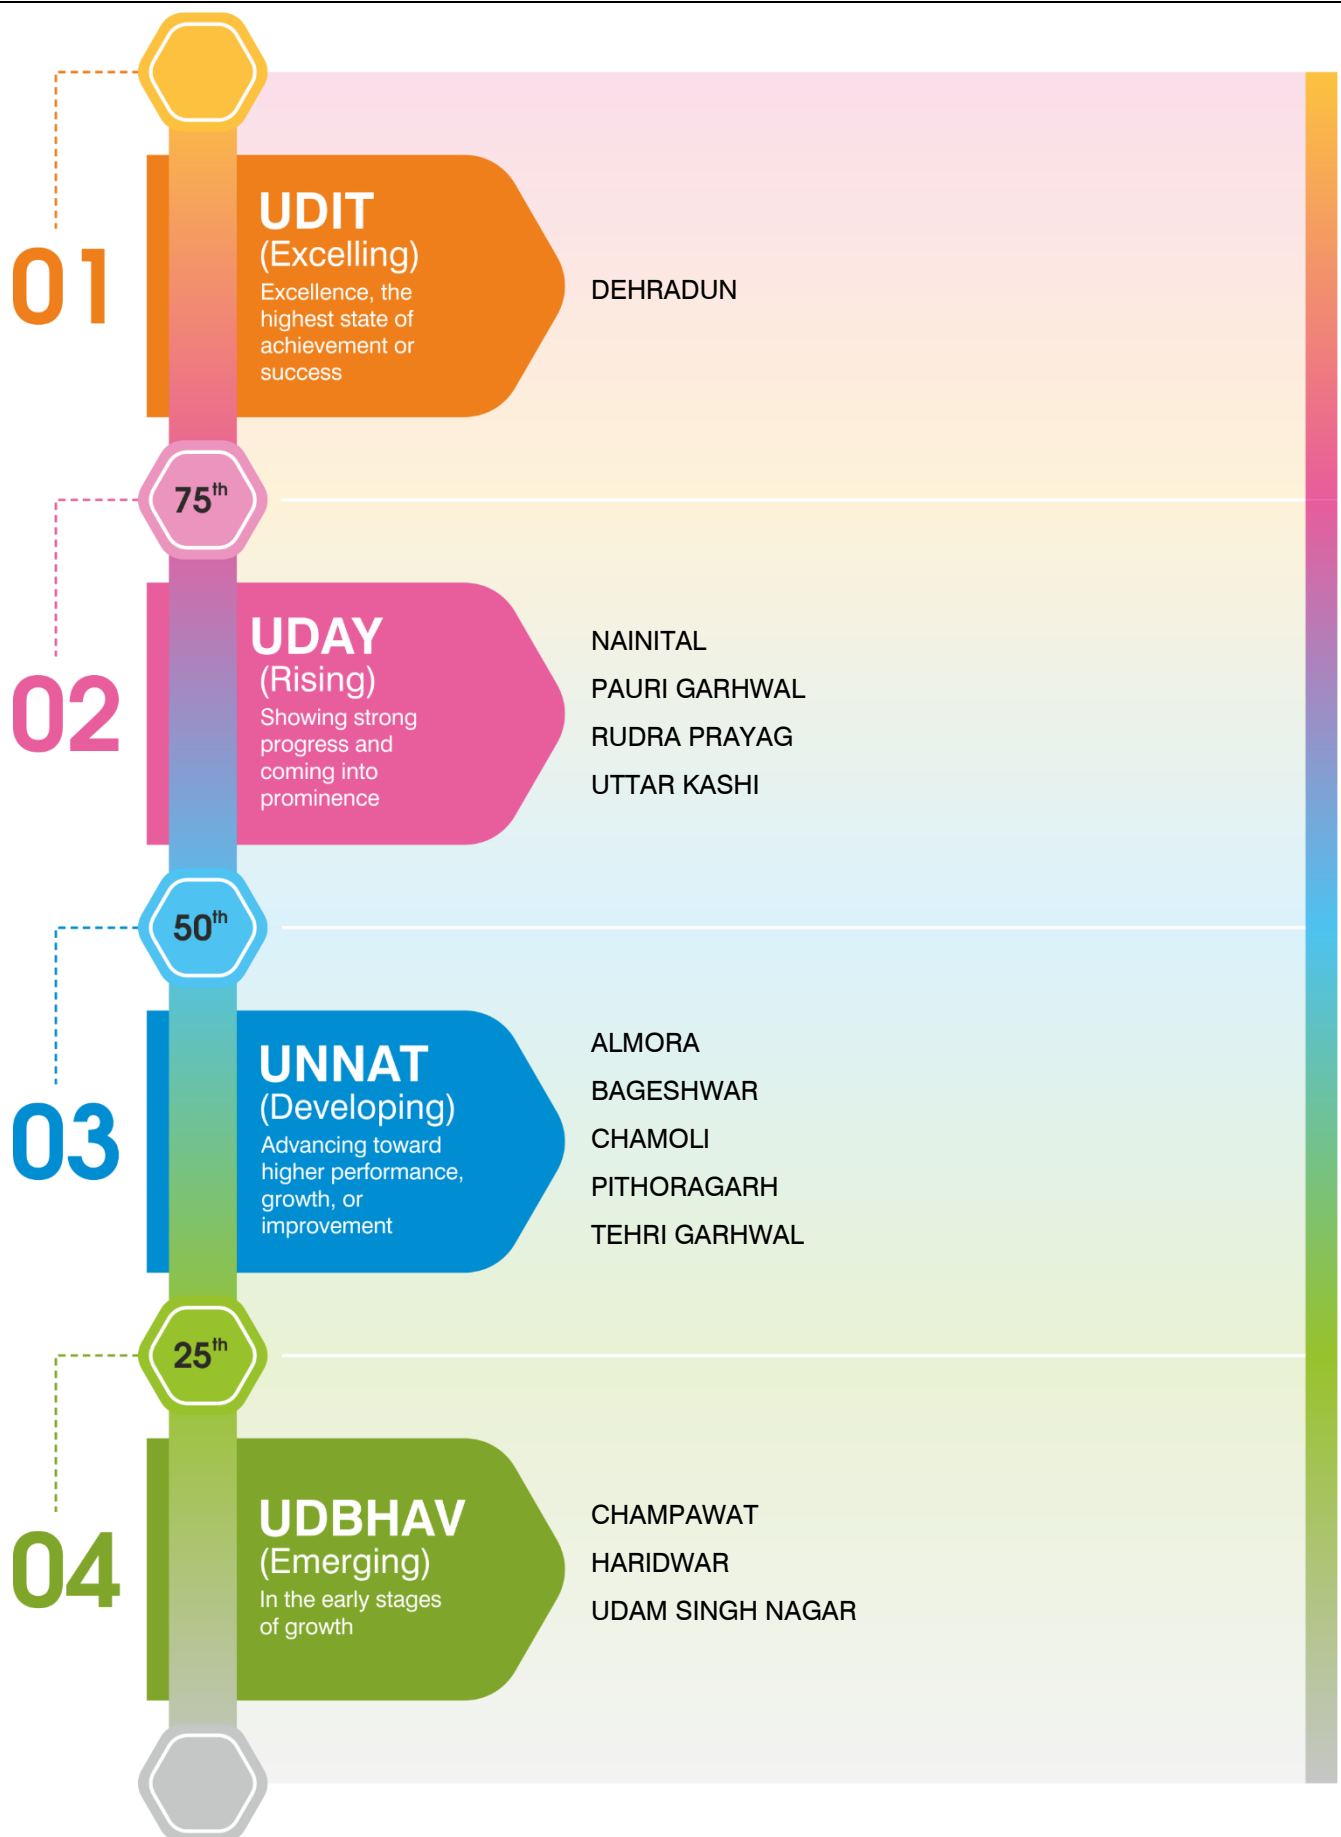 01
UDIT
(Excelling)
Excellence, the
highest state of
achievement or
success
DEHRADUN
75th
02
UDAY
(Rising)
Showing strong
progress and
coming into
prominence
NAINITAL
PAURI GARHWAL
RUDRA PRAYAG
UTTAR KASHI
50th
03
UNNAT
(Developing)
Advancing toward
higher performance,
growth, or
improvement
ALMORA
BAGESHWAR
CHAMOLI
PITHORAGARH
TEHRI GARHWAL
25th
04
UDBHAV
(Emerging)
In the early stages
of growth
CHAMPAWAT
HARIDWAR
UDAM SINGH NAGAR